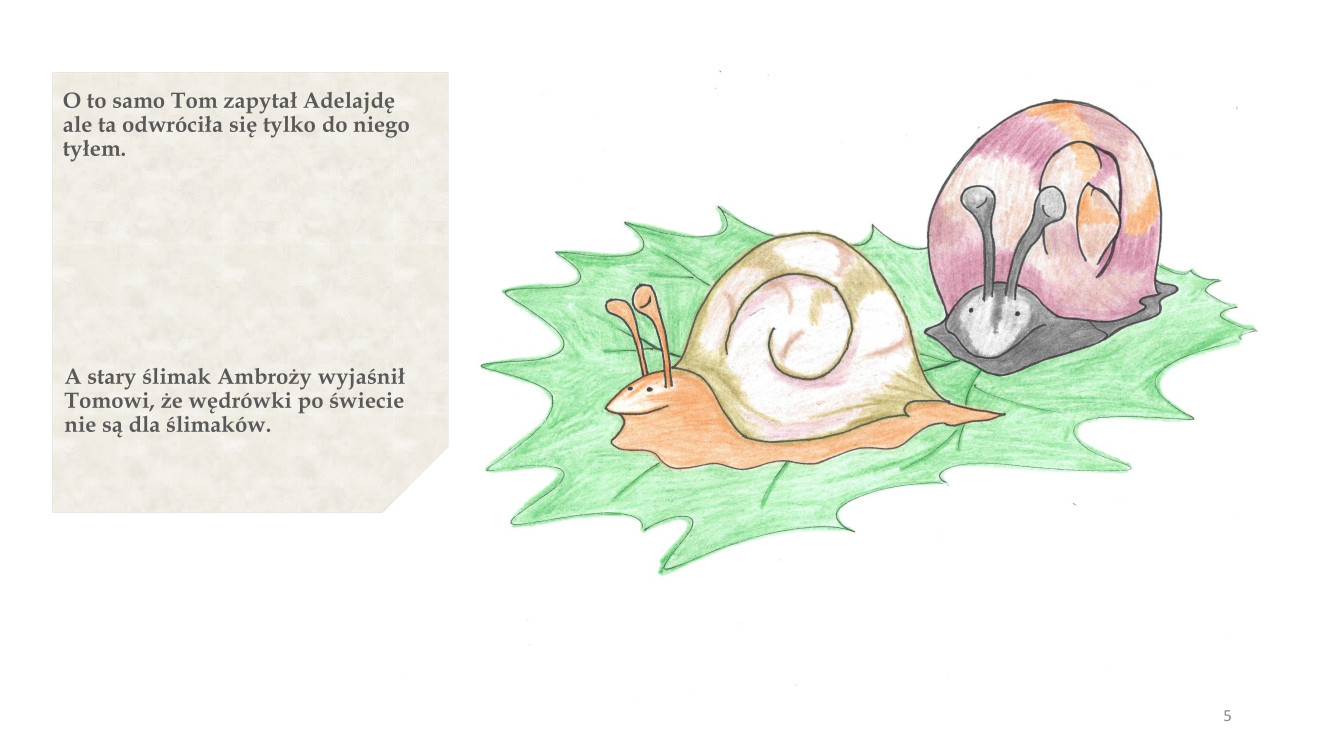 O to samo Tom zapytał Adelajdę
ale ta odwróciła się tylko do niego
tyłem.
A stary ślimak Ambroży wyjaśnił
Tomowi, że wędrówki po świecie
nie są dla ślimaków.
5